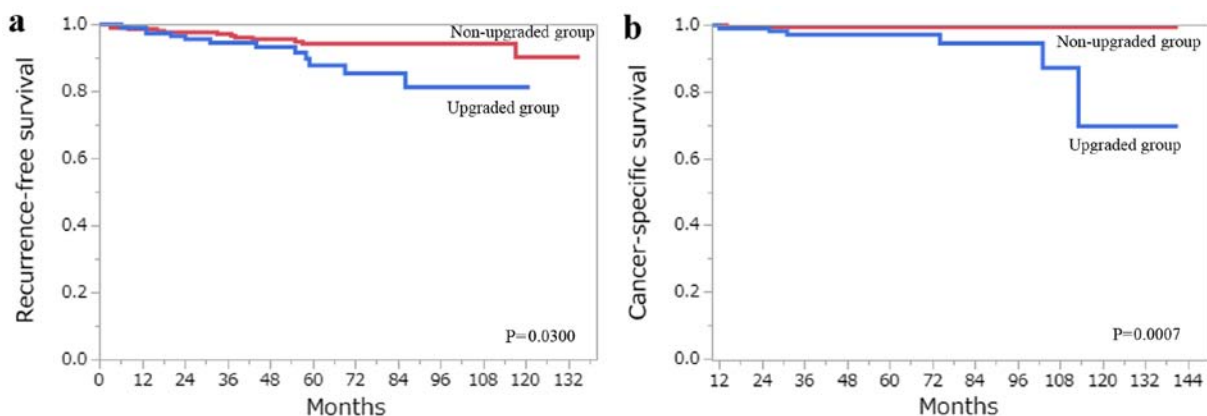 a
Recurrence-free survival
1.0
0.8
0.6
0.4
0.2
0.0
0 12 24 36 48 60 72 84 96 108 120 132
Months
Non-upgraded group
Upgraded group
P=0.0300
b
Cancer-specific survival
1.0
0.8
0.6
0.4
0.2
0.0
12 24 36 48 60 72 84 96 108 120 132 144
Months
Non-upgraded group
Upgraded group
P=0.0007